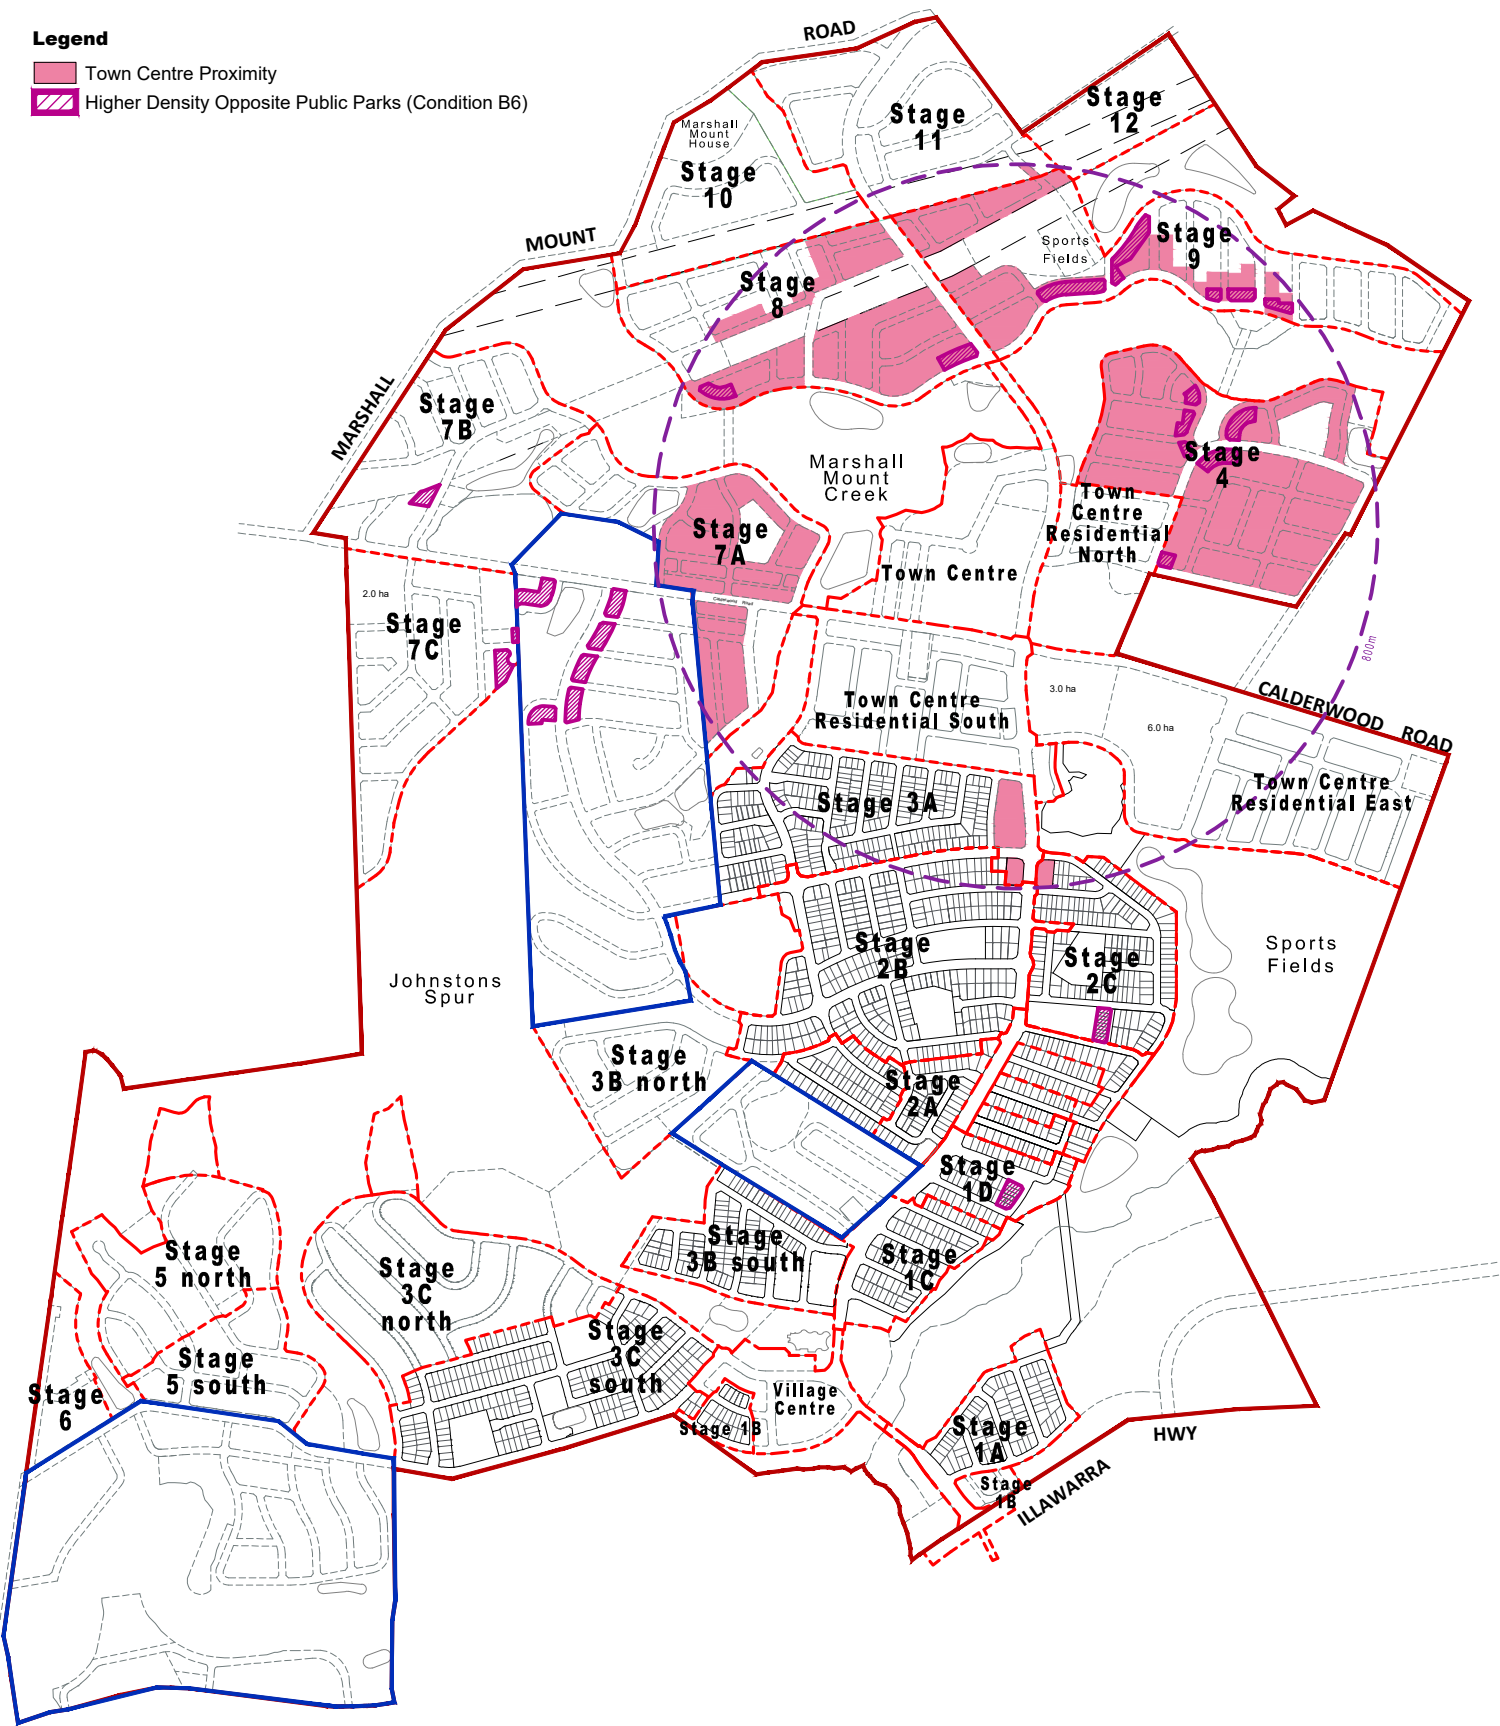 Legend
Town Centre Proximity
Higher Density Opposite Public Parks (Condition B6)
ROAD
MOUNT
MARSHALL
Marshall
Mount
House
Stage
10
Stage
11
Stage
12
Sports
Fields
Stage
9
Stage
8
Stage
7B
Marshall
Mount
Creek
Stage
4
Town
Centre
Residential
North
Stage
7A
Town Centre
Calderwood Road
2.0 ha
Stage
7C
800m
3.0 ha
6.0 ha
CALDERWOOD ROAD
Town Centre
Residential South
Town Centre
Residential East
Stage 3A
Stage
2B
Stage
2C
Sports
Fields
Johnstons
Spur
Stage
3B north
Stage
2A
Stage
1D
Stage
3B south
Stage
1C
Stage
5 north
Stage
3C
north
Stage
3C
south
Stage
5 south
Stage
6
Village
Centre
Stage 1B
Stage
1A
Stage
1B
ILLAWARRA
HWY